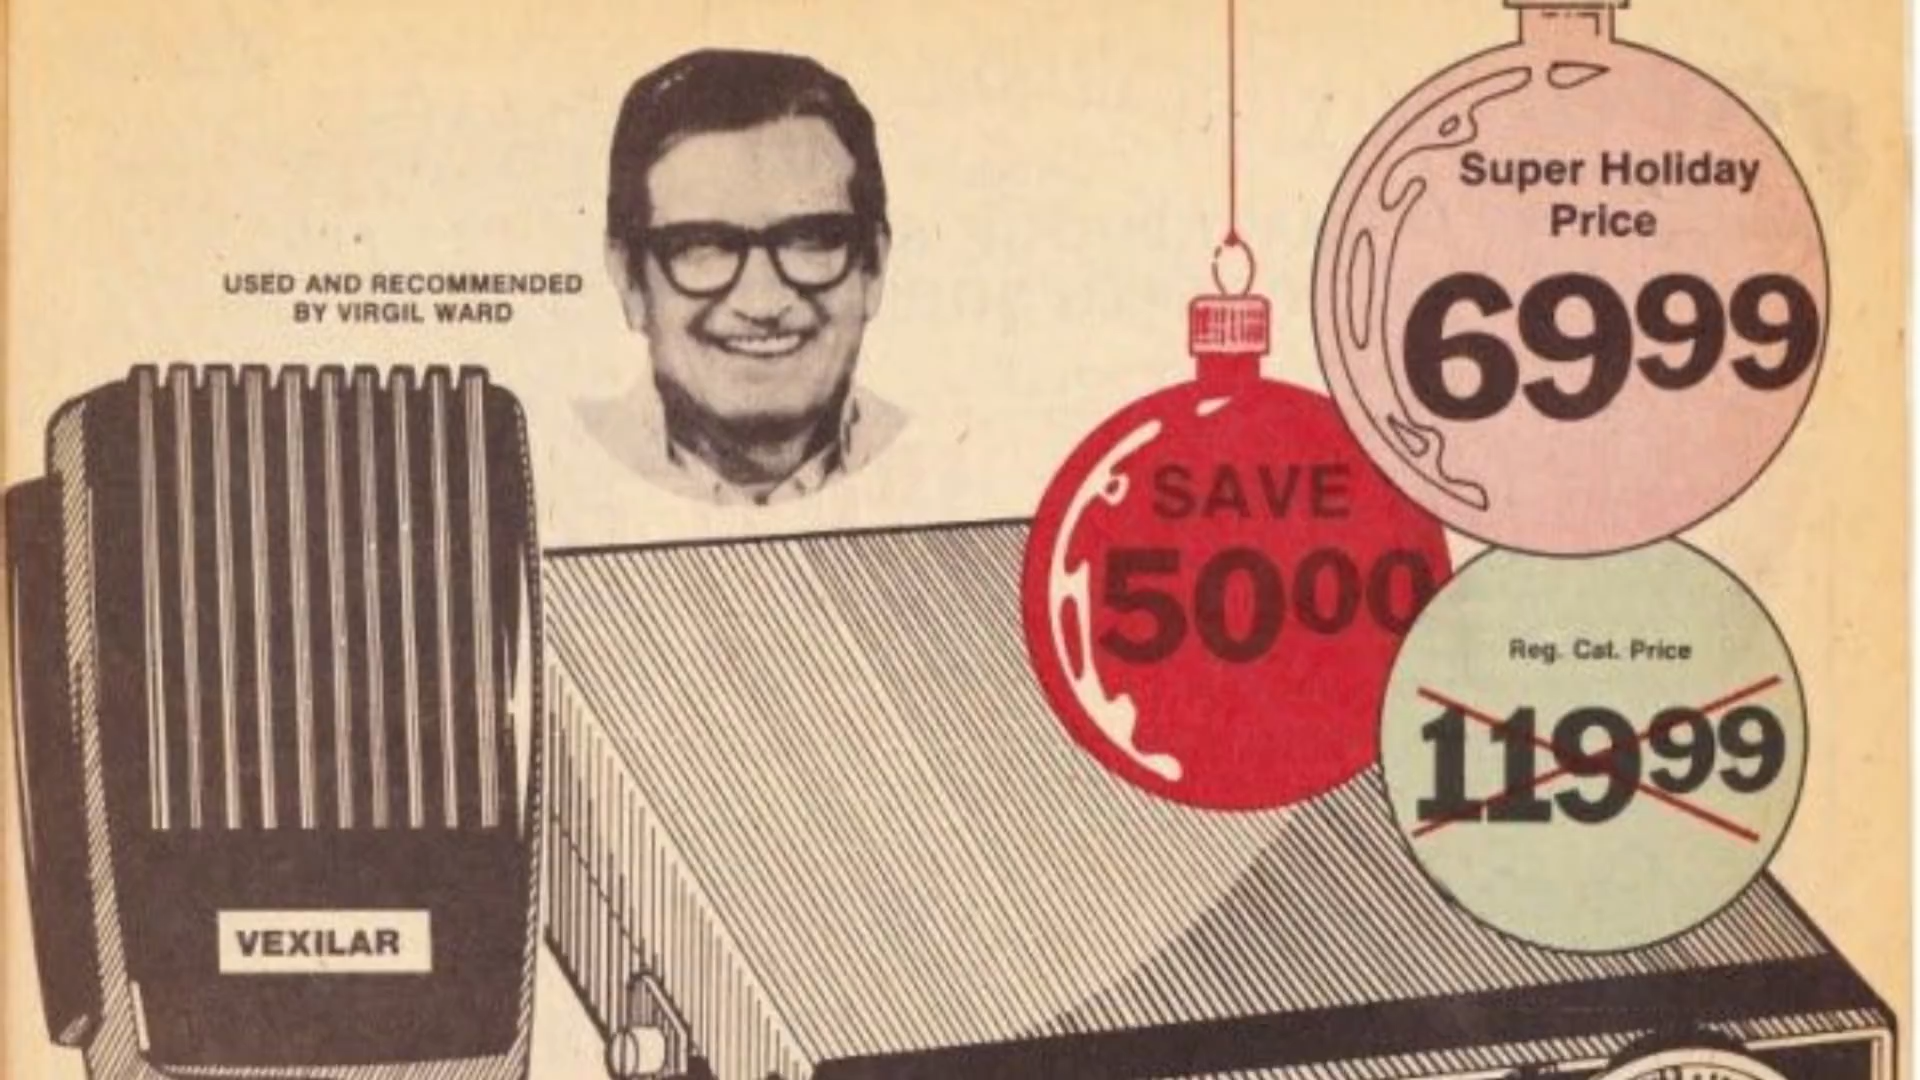 Super Holiday
Price
6999
USED AND RECOMMENDED
BY VIRGIL WARD
SAVE
5000
Reg. Cat. Price
11999
VEXILAR